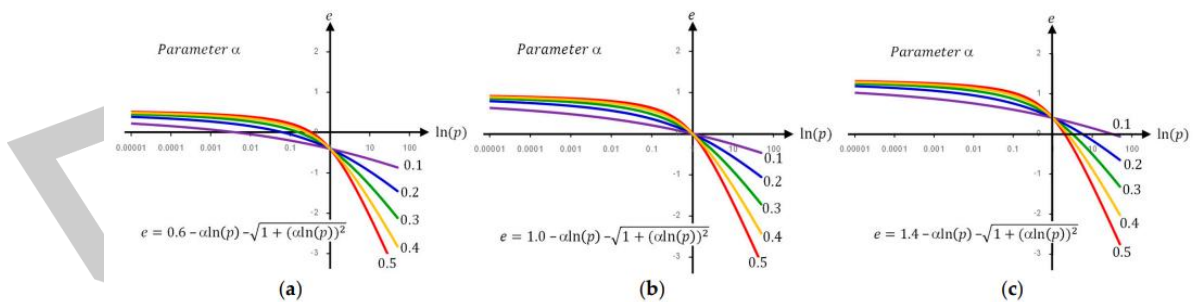 e
2
Parameter α
1
0
ln(p)
0.00001 0.0001 0.001 0.01 0.1 10 100
0.1
-1
0.2
-2
0.3
e = 0.6 – αln(p) – √1 + (αln(p))²
0.4
-3
0.5
(a)
e
2
Parameter α
1
0
ln(p)
0.00001 0.0001 0.001 0.01 0.1 10 100
0.1
-1
0.2
0.3
-2
e = 1.0 – αln(p) – √1 + (αln(p))²
0.4
-3
0.5
(b)
e
2
Parameter α
1
0.1
0
ln(p)
0.00001 0.0001 0.001 0.01 0.1 10 100
0.2
-1
0.3
-2
0.4
e = 1.4 – αln(p) – √1 + (αln(p))²
0.5
-3
(c)